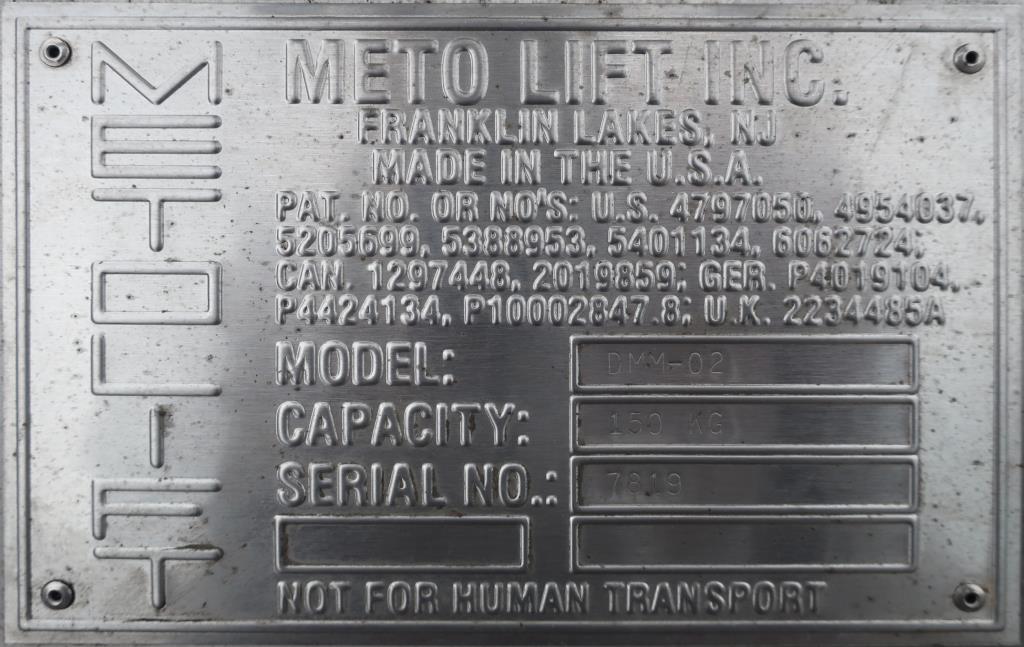 METO LIFT INC.
FRANKLIN LAKES, NJ
MADE IN THE U.S.A.
PAT. NO. OR NO'S: U.S. 4797050, 4954037,
5205699, 5388953, 5401134, 6062724;
CAN. 1297448, 2019859; GER. P4019104,
P4424134, P10002847.8; U.K. 2234485A
MODEL: DMM-02
CAPACITY: 150 KG
SERIAL NO.: 7819
NOT FOR HUMAN TRANSPORT
METO-LIFT